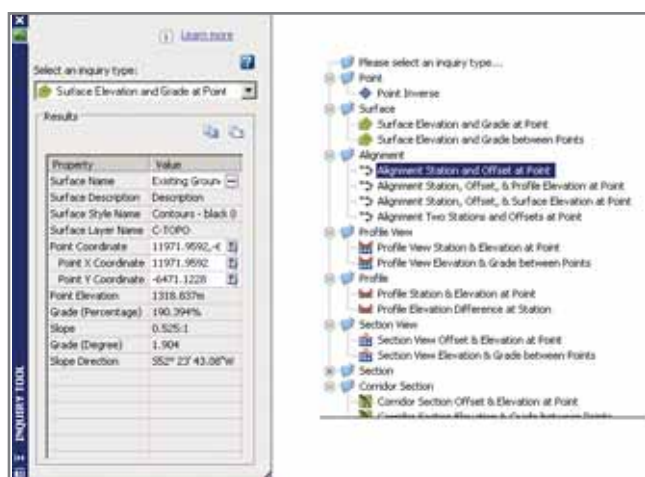 Learn more
Select an inquiry type:
Surface Elevation and Grade at Point
Results
Property Value
Surface Name Existing Groun
Surface Description Description
Surface Style Name Contours - black
Surface Layer Name C-TOPO
Point Coordinate 11971.9592,-6
Point X Coordinate 11971.9592
Point Y Coordinate -6471.1228
Point Elevation 1318.837m
Grade (Percentage) 190.394%
Slope 0.525:1
Grade (Degree) 1.904
Slope Direction S52° 23' 43.08"W
INQUIRY TOOL
Please select an inquiry type...
Point
Point Inverse
Surface
Surface Elevation and Grade at Point
Surface Elevation and Grade between Points
Alignment
Alignment Station and Offset at Point
Alignment Station, Offset, & Profile Elevation at Point
Alignment Station, Offset, & Surface Elevation at Point
Alignment Two Stations and Offsets at Point
Profile View
Profile View Station & Elevation at Point
Profile View Elevation & Grade between Points
Profile
Profile Station & Elevation at Point
Profile Elevation Difference at Station
Section View
Section View Offset & Elevation at Point
Section View Elevation & Grade between Points
Section
Corridor Section
Corridor Section Offset & Elevation at Point
Corridor Section Elevation & Grade between Points